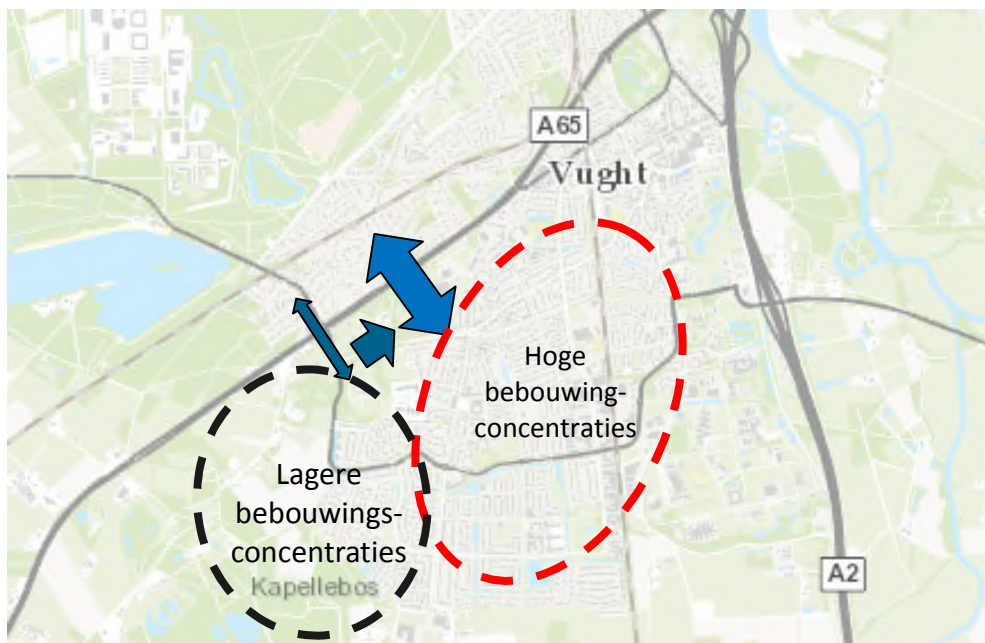 A65
Vught
Hoge
bebouwing-
concentraties
Lagere
bebouwings-
concentraties
Kapellebos
A2